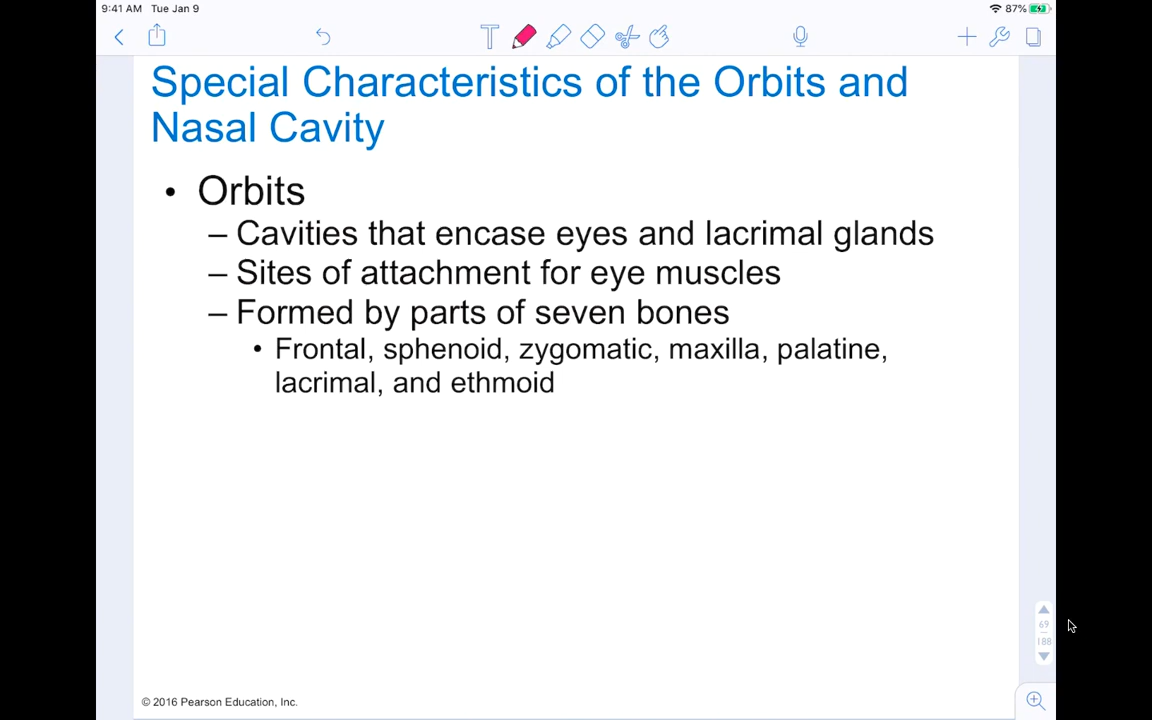 9:41 AM Tue Jan 9
87%
Special Characteristics of the Orbits and
Nasal Cavity
• Orbits
– Cavities that encase eyes and lacrimal glands
– Sites of attachment for eye muscles
– Formed by parts of seven bones
• Frontal, sphenoid, zygomatic, maxilla, palatine,
lacrimal, and ethmoid
69
188
© 2016 Pearson Education, Inc.